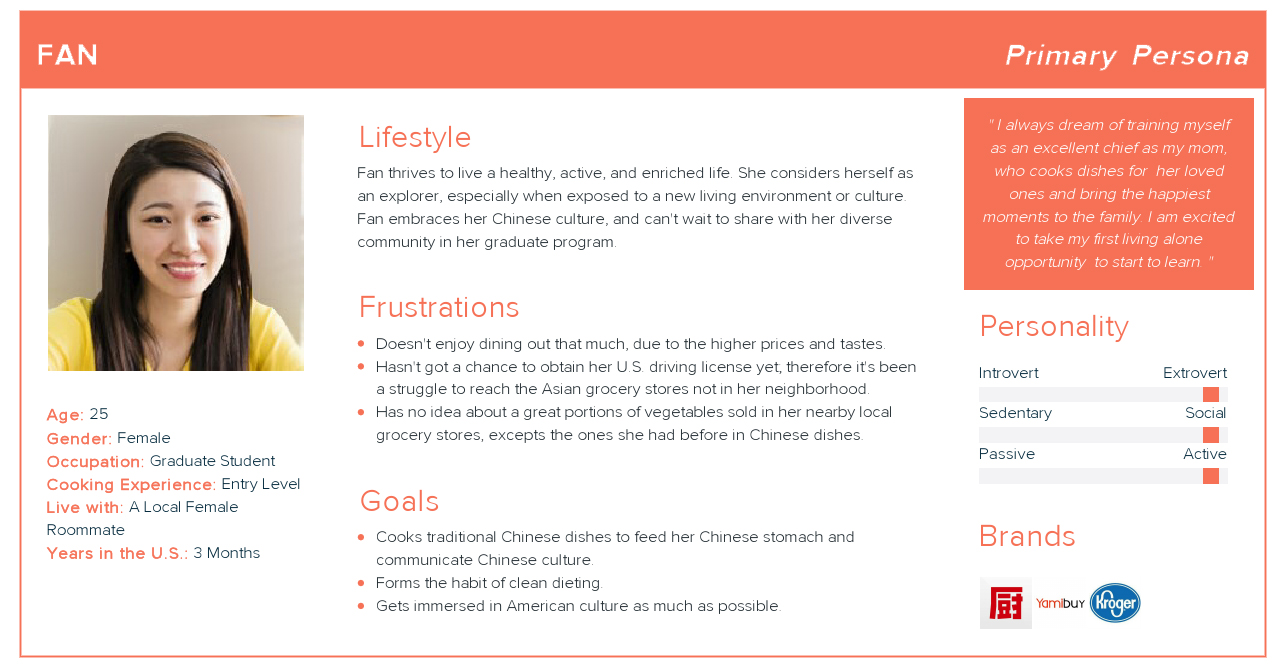 FAN
Primary Persona
Age: 25
Gender: Female
Occupation: Graduate Student
Cooking Experience: Entry Level
Live with: A Local Female
Roommate
Years in the U.S.: 3 Months
Lifestyle
Fan thrives to live a healthy, active, and enriched life. She considers herself as
an explorer, especially when exposed to a new living environment or culture.
Fan embraces her Chinese culture, and can't wait to share with her diverse
community in her graduate program.
Frustrations
Doesn't enjoy dining out that much, due to the higher prices and tastes.
Hasn't got a chance to obtain her U.S. driving license yet, therefore it's been
a struggle to reach the Asian grocery stores not in her neighborhood.
Has no idea about a great portions of vegetables sold in her nearby local
grocery stores, excepts the ones she had before in Chinese dishes.
Goals
Cooks traditional Chinese dishes to feed her Chinese stomach and
communicate Chinese culture.
Forms the habit of clean dieting.
Gets immersed in American culture as much as possible.
" I always dream of training myself
as an excellent chief as my mom,
who cooks dishes for her loved
ones and bring the happiest
moments to the family. I am excited
to take my first living alone
opportunity to start to learn. "
Personality
Introvert Extrovert
Sedentary Social
Passive Active
Brands
厨 Yamibuy Kroger